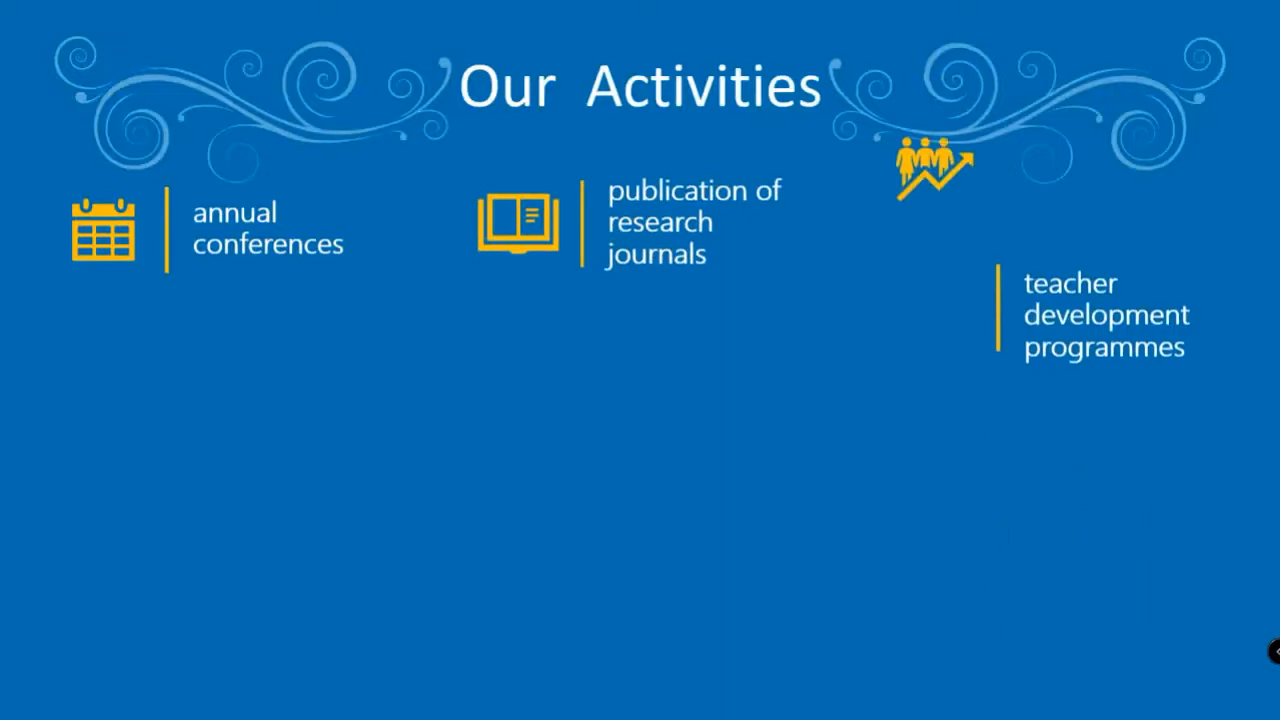 Our Activities
annual
conferences
publication of
research
journals
teacher
development
programmes